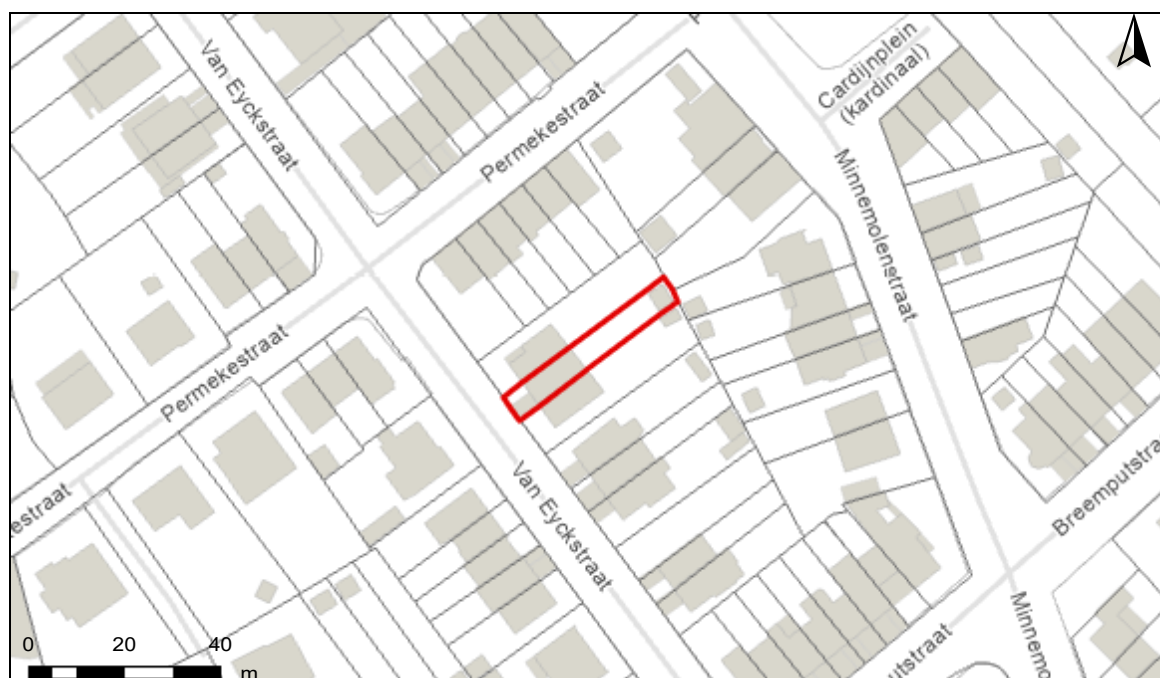 Van Eyckstraat
Permekestraat
Cardijnplein
(kardinaal)
Minnemolenstraat
Permekestraat
Van Eyckstraat
Breemputstra
estraat
utstraat
Minnemo
0 20 40
m